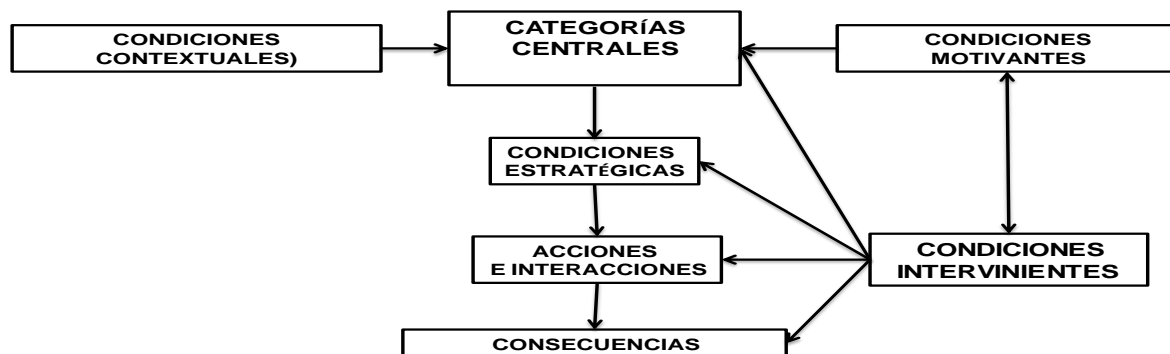 CONDICIONES
CONTEXTUALES)
CATEGORÍAS
CENTRALES
CONDICIONES
MOTIVANTES
CONDICIONES
ESTRATÉGICAS
ACCIONES
E INTERACCIONES
CONDICIONES
INTERVINIENTES
CONSECUENCIAS